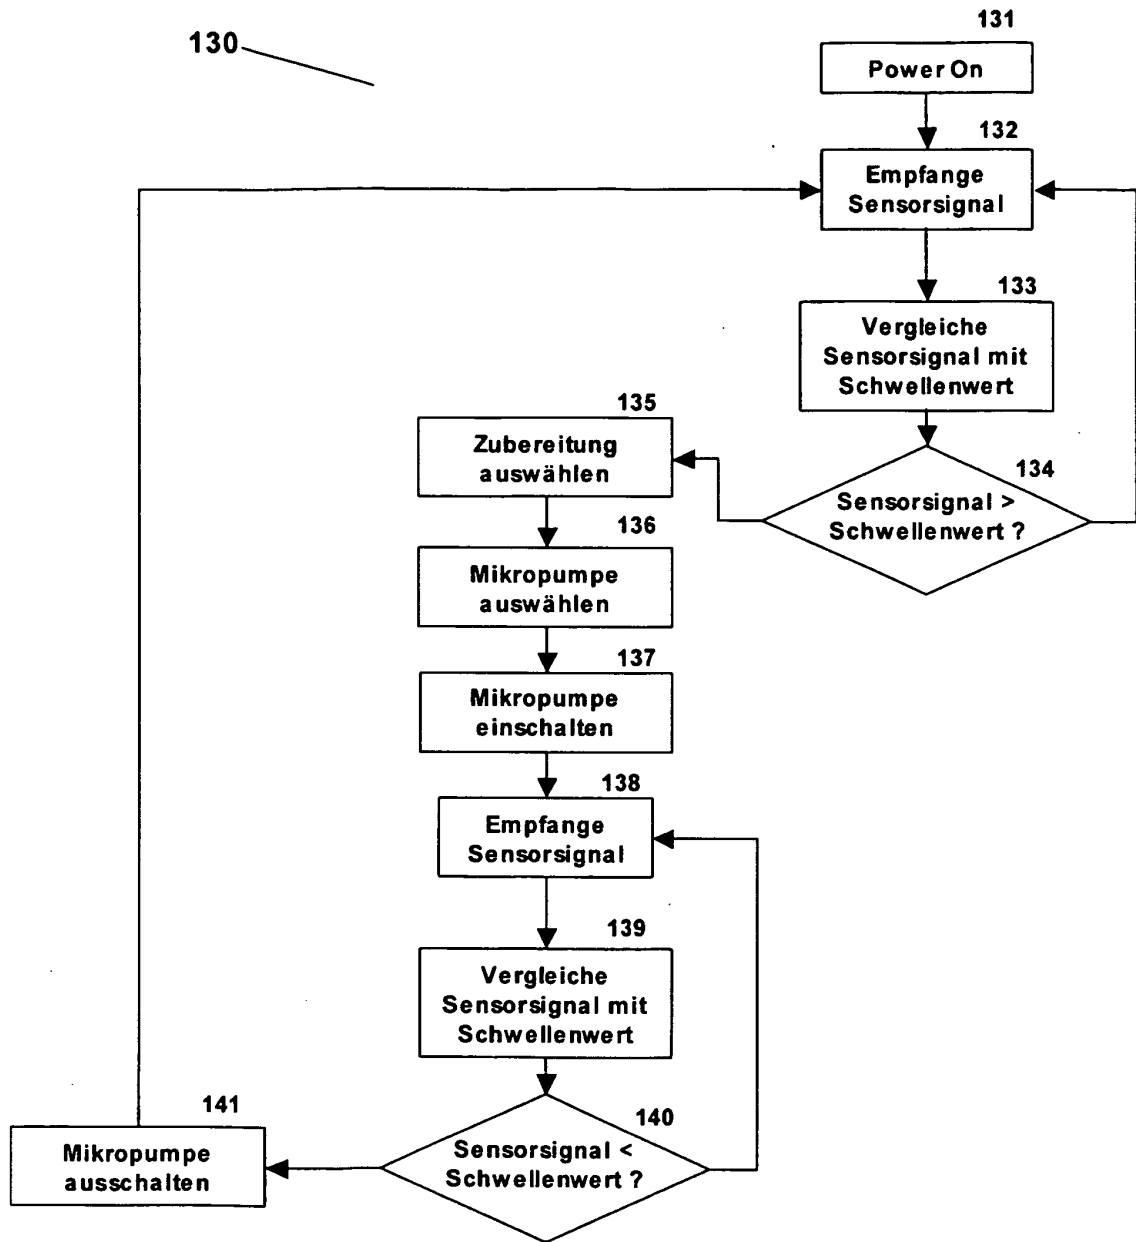 130
131
Power On
132
Empfange
Sensorsignal
133
Vergleiche
Sensorsignal mit
Schwellenwert
134
Sensorsignal >
Schwellenwert ?
135
Zubereitung
auswählen
136
Mikropumpe
auswählen
137
Mikropumpe
einschalten
138
Empfange
Sensorsignal
139
Vergleiche
Sensorsignal mit
Schwellenwert
140
Sensorsignal <
Schwellenwert ?
141
Mikropumpe
ausschalten